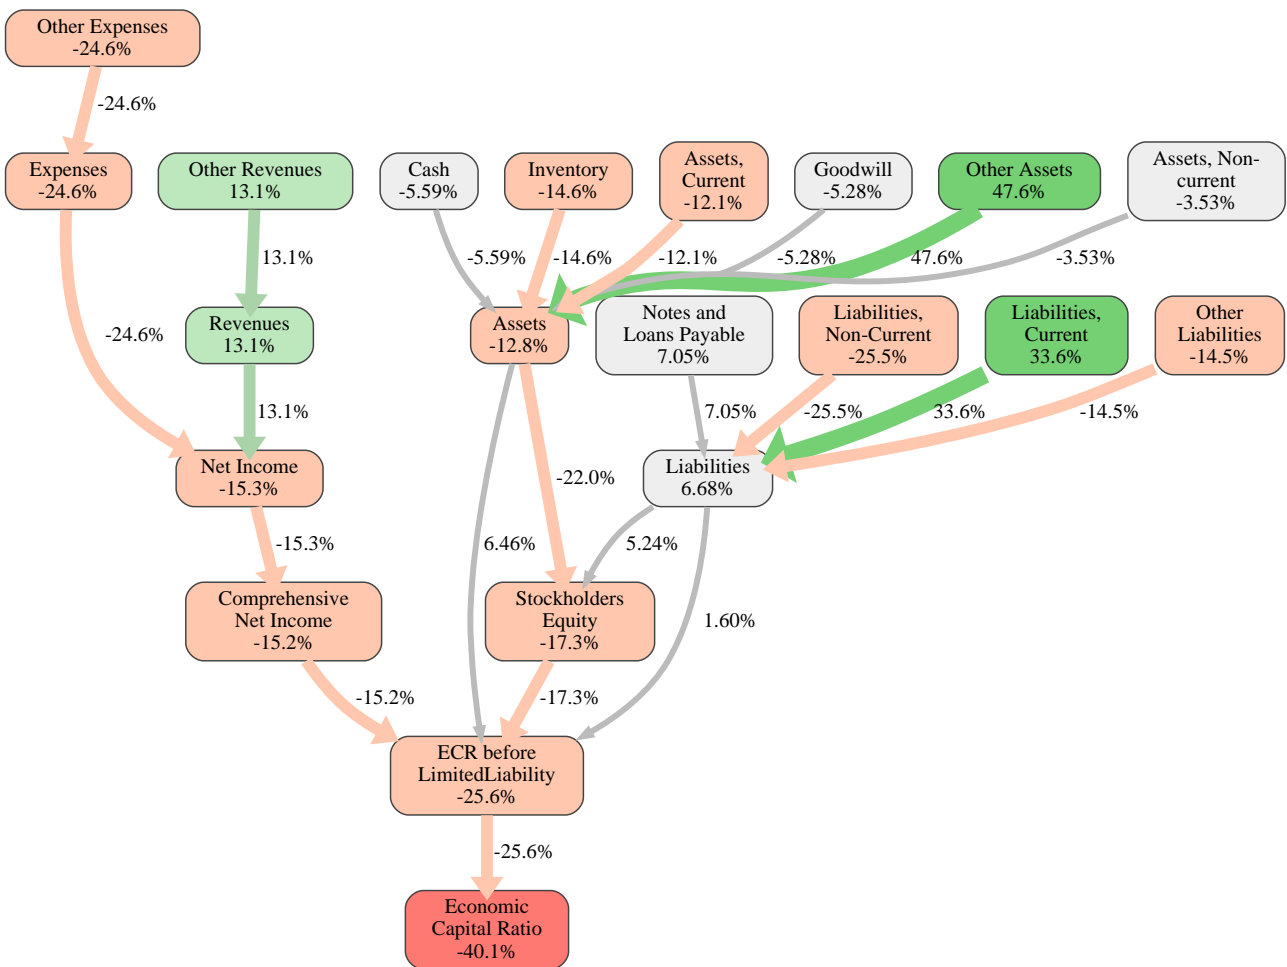 Other Expenses
-24.6%
-24.6%
Expenses
-24.6%
Other Revenues
13.1%
Cash
-5.59%
Inventory
-14.6%
Assets,
Current
-12.1%
Goodwill
-5.28%
Other Assets
47.6%
Assets, Non-
current
-3.53%
13.1%
-5.59%
-14.6%
-12.1%
-5.28%
47.6%
-3.53%
-24.6%
Revenues
13.1%
Assets
-12.8%
Notes and
Loans Payable
7.05%
Liabilities,
Non-Current
-25.5%
Liabilities,
Current
33.6%
Other
Liabilities
-14.5%
13.1%
7.05%
-25.5%
33.6%
-14.5%
Net Income
-15.3%
-22.0%
Liabilities
6.68%
-15.3%
6.46%
5.24%
Comprehensive
Net Income
-15.2%
Stockholders
Equity
-17.3%
1.60%
-15.2%
-17.3%
ECR before
LimitedLiability
-25.6%
-25.6%
Economic
Capital Ratio
-40.1%